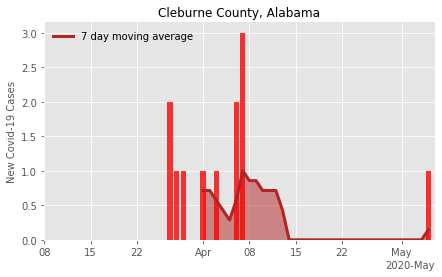 Cleburne County, Alabama
7 day moving average
New Covid-19 Cases
3.0
2.5
2.0
1.5
1.0
0.5
0.0
08 15 22 Apr 08 15 22 May
2020-May